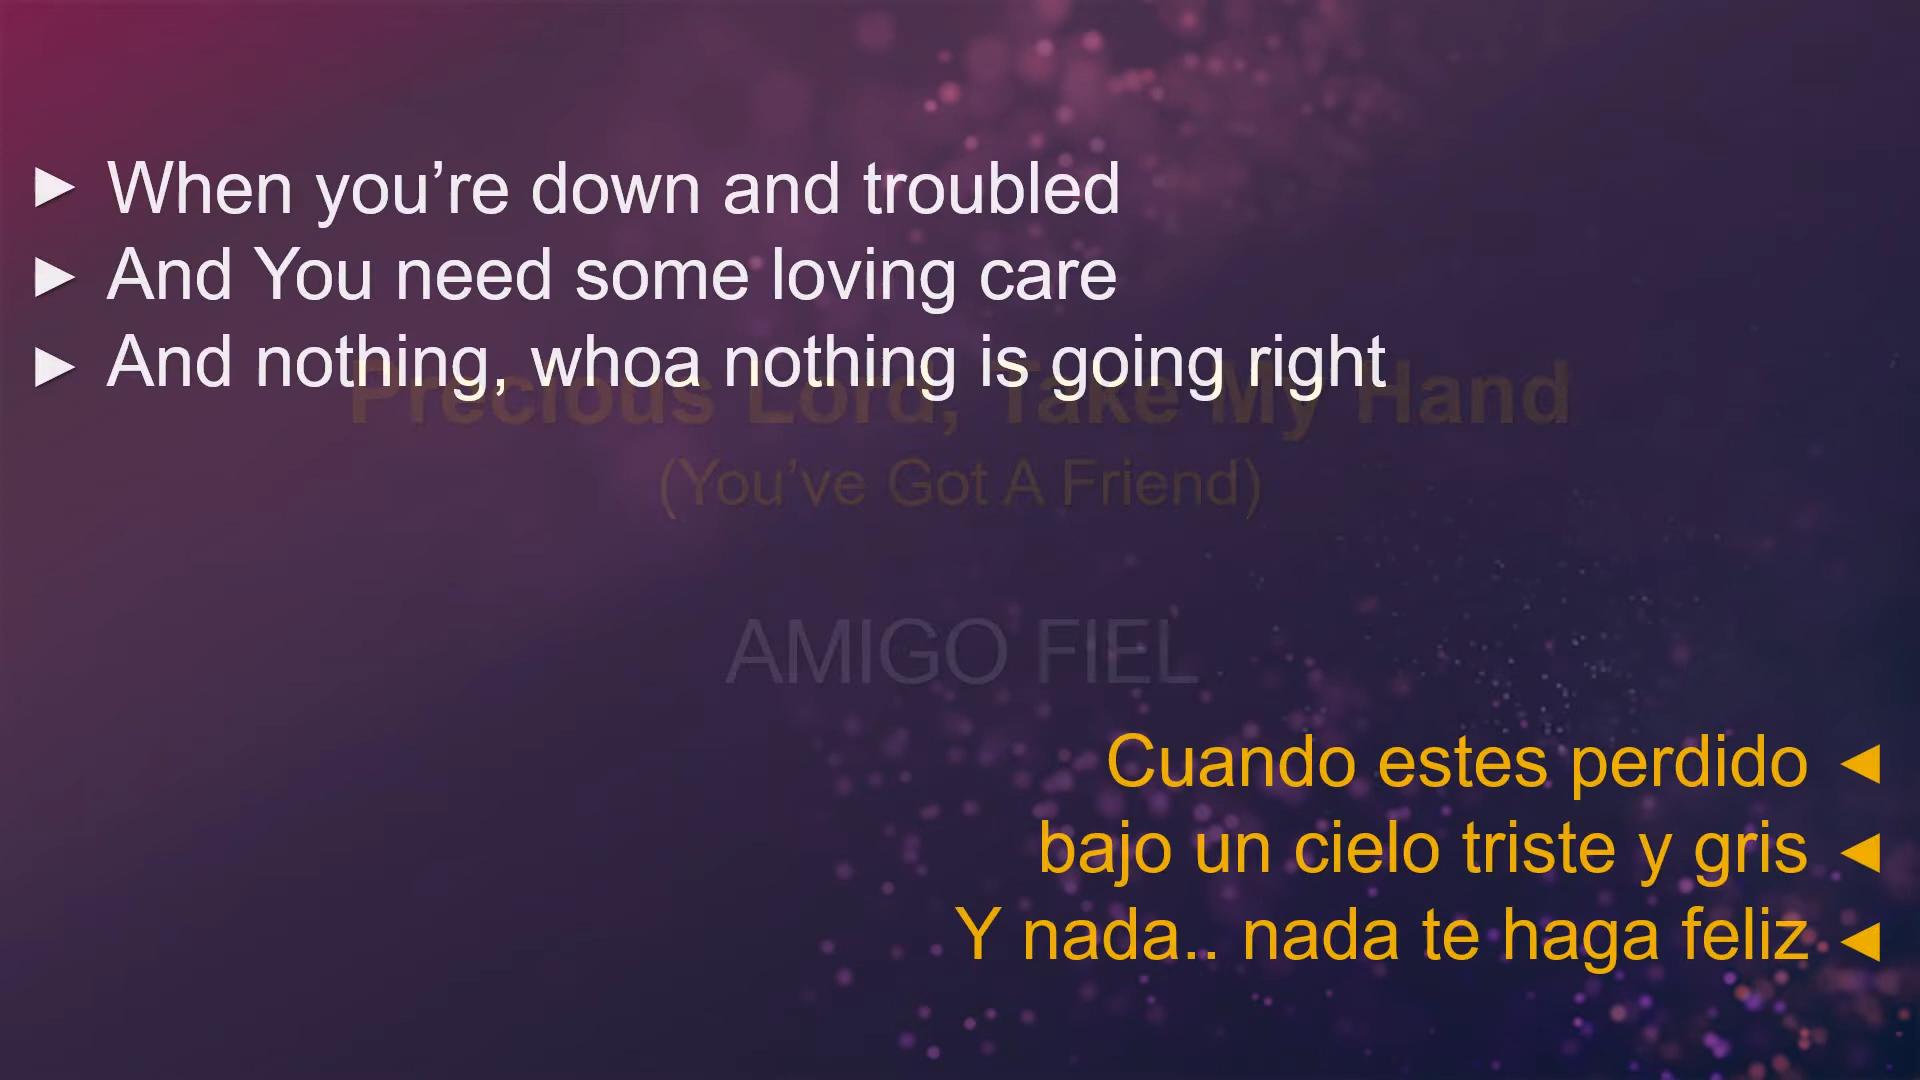 When you’re down and troubled
And You need some loving care
And nothing, whoa nothing is going right
Precious Lord, Take My Hand
(You’ve Got A Friend)
AMIGO FIEL
Cuando estes perdido
bajo un cielo triste y gris
Y nada.. nada te haga feliz